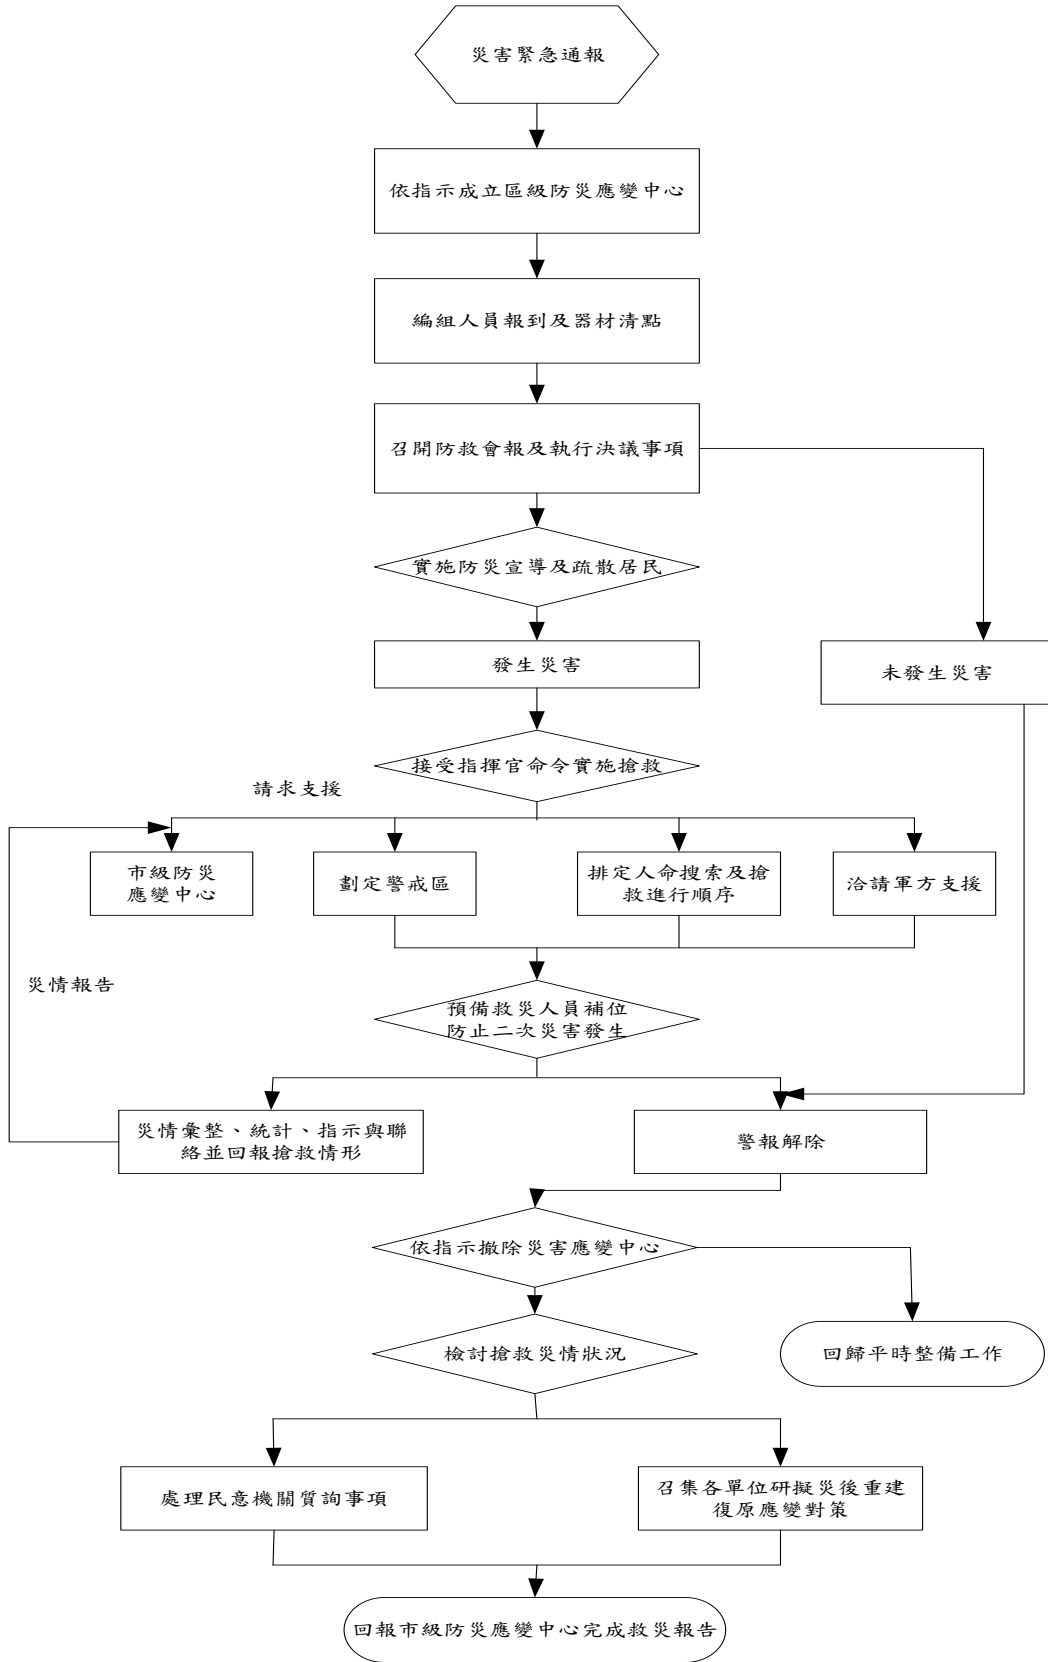 災害緊急通報
依指示成立區級防災應變中心
編組人員報到及器材清點
召開防救會報及執行決議事項
實施防災宣導及疏散居民
發生災害
未發生災害
接受指揮官命令實施搶救
請求支援
市級防災
應變中心
劃定警戒區
排定人命搜索及搶
救進行順序
洽請軍方支援
災情報告
預備救災人員補位
防止二次災害發生
災情彙整、統計、指示與聯
絡並回報搶救情形
警報解除
依指示撤除災害應變中心
檢討搶救災情狀況
回歸平時整備工作
處理民意機關質詢事項
召集各單位研擬災後重建
復原應變對策
回報市級防災應變中心完成救災報告